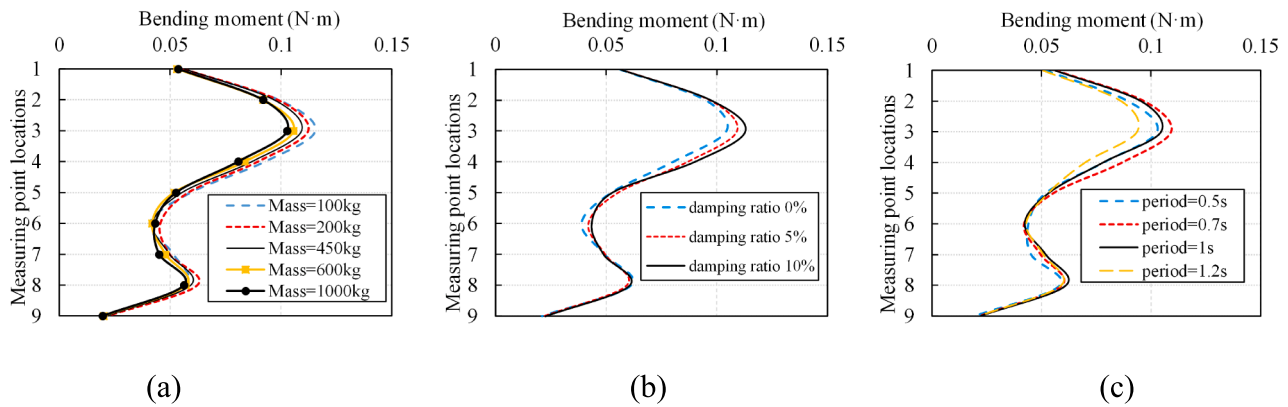 Bending moment (N·m)
0 0.05 0.1 0.15
Measuring point locations
1
2
3
4
5
6
7
8
9
Mass=100kg
Mass=200kg
Mass=450kg
Mass=600kg
Mass=1000kg
(a)
Bending moment (N·m)
0 0.05 0.1 0.15
Measuring point locations
1
2
3
4
5
6
7
8
9
damping ratio 0%
damping ratio 5%
damping ratio 10%
(b)
Bending moment (N·m)
0 0.05 0.1 0.15
Measuring point locations
1
2
3
4
5
6
7
8
9
period=0.5s
period=0.7s
period=1s
period=1.2s
(c)